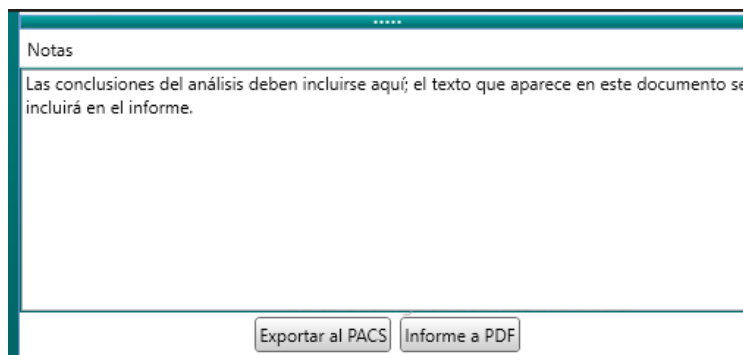 Notas
Las conclusiones del análisis deben incluirse aquí; el texto que aparece en este documento se
incluirá en el informe.
Exportar al PACS Informe a PDF